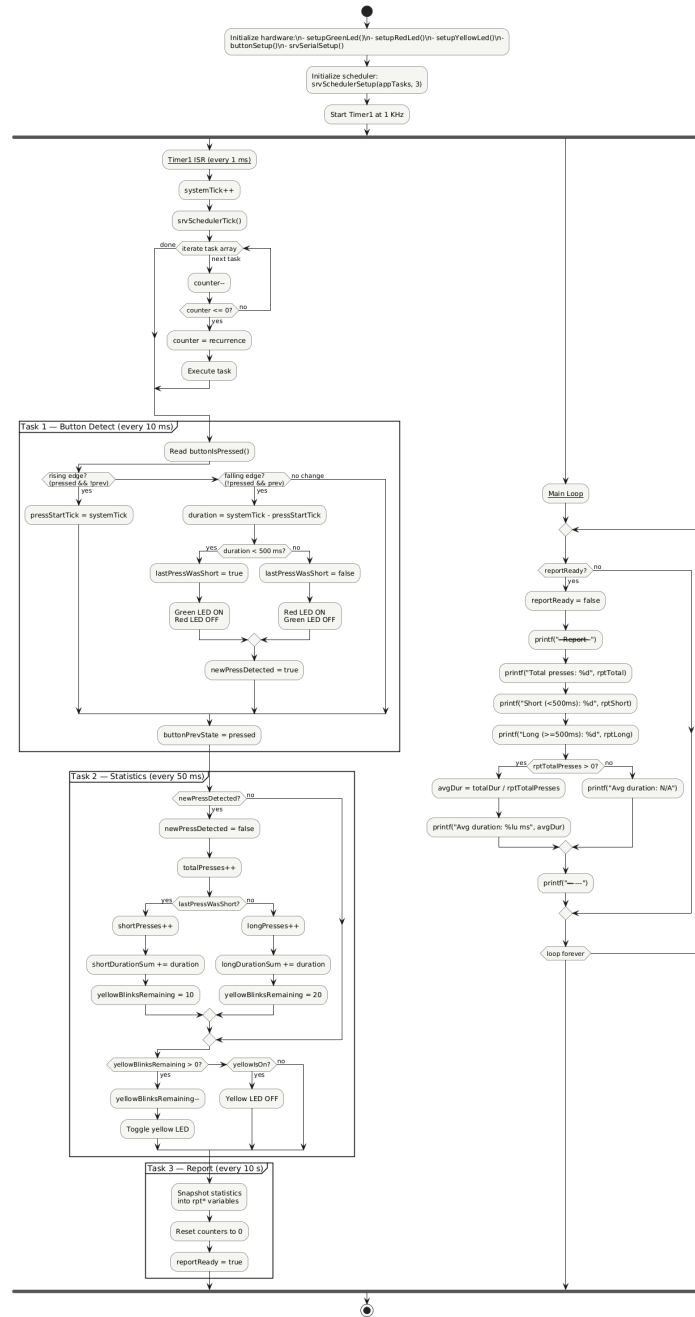 Initialize hardware:\n- setupGreenLed()\n- setupRedLed()\n- setupYellowLed()\n-
buttonSetup()\n- srvSerialSetup()
Initialize scheduler:
srvSchedulerSetup(appTasks, 3)
Start Timer1 at 1 KHz
Timer1 ISR (every 1 ms)
systemTick++
srvSchedulerTick()
done
iterate task array
next task
counter--
counter <= 0?
no
yes
counter = recurrence
Execute task
Task 1 — Button Detect (every 10 ms)
Read buttonIsPressed()
rising edge?
(pressed && !prev)
yes
falling edge?
(!pressed && prev)
no change
yes
pressStartTick = systemTick
duration = systemTick - pressStartTick
yes
duration < 500 ms?
no
lastPressWasShort = true
lastPressWasShort = false
Green LED ON
Red LED OFF
Red LED ON
Green LED OFF
newPressDetected = true
buttonPrevState = pressed
Task 2 — Statistics (every 50 ms)
newPressDetected?
no
yes
newPressDetected = false
totalPresses++
yes
lastPressWasShort?
no
shortPresses++
longPresses++
shortDurationSum += duration
longDurationSum += duration
yellowBlinksRemaining = 10
yellowBlinksRemaining = 20
yellowBlinksRemaining > 0?
yes
yellowIsOn?
no
yes
yellowBlinksRemaining--
Yellow LED OFF
Toggle yellow LED
Task 3 — Report (every 10 s)
Snapshot statistics
into rpt* variables
Reset counters to 0
reportReady = true
Main Loop
reportReady?
no
yes
reportReady = false
printf("- Report -")
printf("Total presses: %d", rptTotal)
printf("Short (<500ms): %d", rptShort)
printf("Long (>=500ms): %d", rptLong)
yes
rptTotalPresses > 0?
no
avgDur = totalDur / rptTotalPresses
printf("Avg duration: N/A")
printf("Avg duration: %lu ms", avgDur)
printf("-----")
loop forever